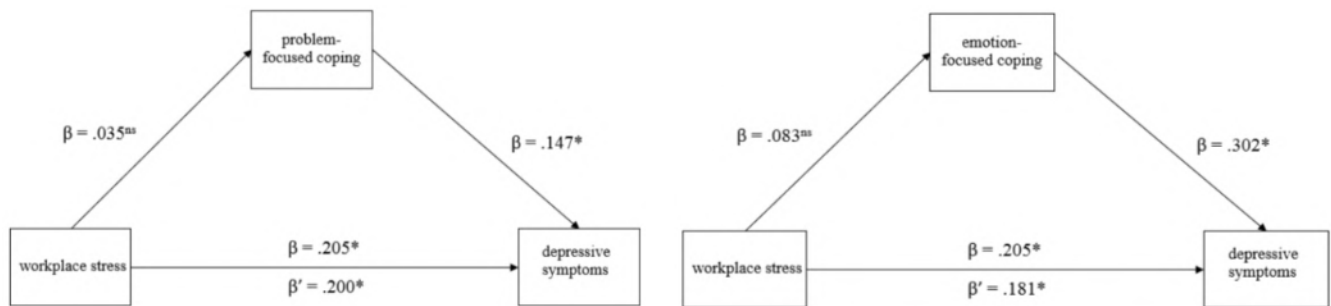 problem-
focused coping
β = .035ⁿˢ
β = .147*
workplace stress
β = .205*
β′ = .200*
depressive
symptoms
emotion-
focused coping
β = .083ⁿˢ
β = .302*
workplace stress
β = .205*
β′ = .181*
depressive
symptoms